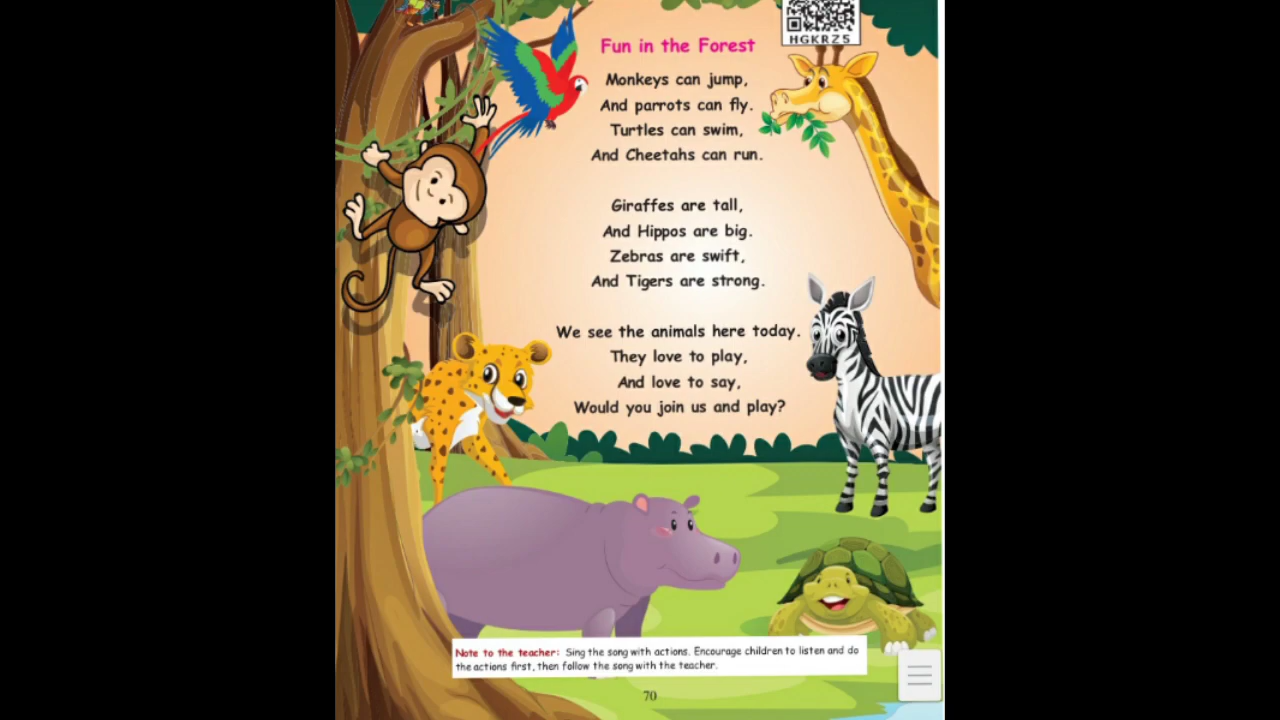 HGKRZ5
Fun in the Forest
Monkeys can jump,
And parrots can fly.
Turtles can swim,
And Cheetahs can run.
Giraffes are tall,
And Hippos are big.
Zebras are swift,
And Tigers are strong.
We see the animals here today.
They love to play,
And love to say,
Would you join us and play?
Note to the teacher: Sing the song with actions. Encourage children to listen and do
the actions first, then follow the song with the teacher.
70